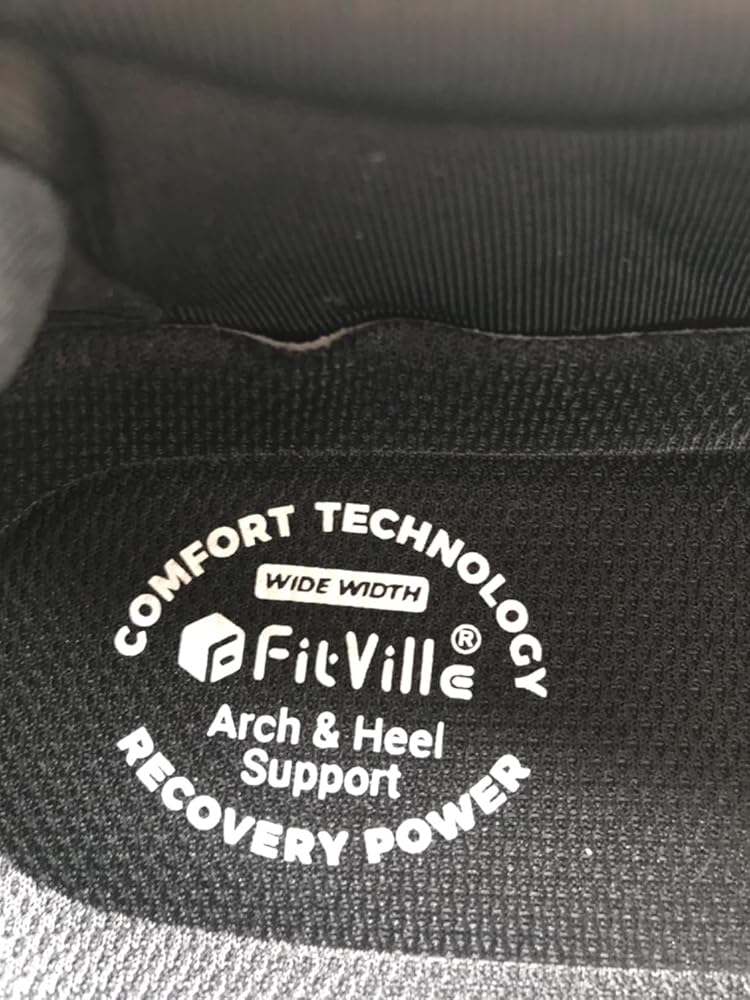 COMFORT TECHNOLOGY
WIDE WIDTH
FitVille®
Arch & Heel
Support
RECOVERY POWER